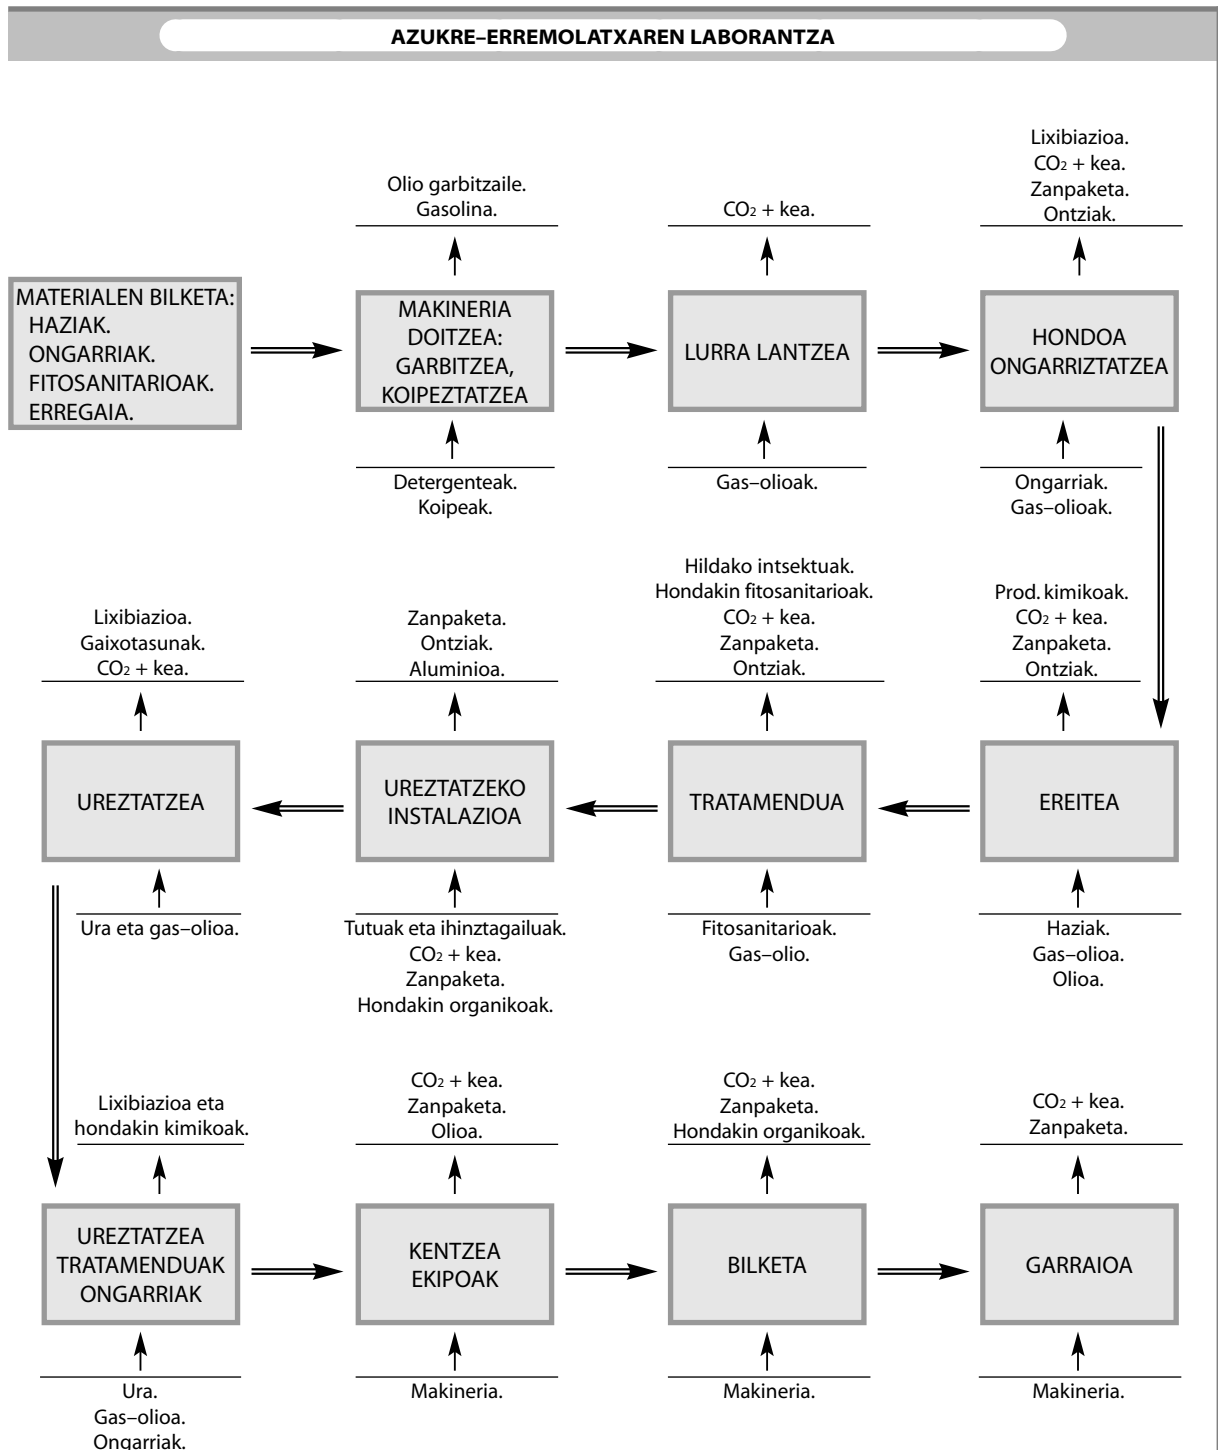 AZUKRE–ERREMOLATXAREN LABORANTZA
Olio garbitzaile.
Gasolina.
CO2 + kea.
Lixibiazioa.
CO2 + kea.
Zanpaketa.
Ontziak.
MATERIALEN BILKETA:
HAZIAK.
ONGARRIAK.
FITOSANITARIOAK.
ERREGAIA.
MAKINERIA
DOITZEA:
GARBITZEA,
KOIPEZTATZEA
LURRA LANTZEA
HONDOA
ONGARRIZTATZEA
Detergenteak.
Koipeak.
Gas–olioak.
Ongarriak.
Gas–olioak.
Lixibiazioa.
Gaixotasunak.
CO2 + kea.
Zanpaketa.
Ontziak.
Aluminioa.
Hildako intsektuak.
Hondakin fitosanitarioak.
CO2 + kea.
Zanpaketa.
Ontziak.
Prod. kimikoak.
CO2 + kea.
Zanpaketa.
Ontziak.
UREZTATZEA
UREZTATZEKO
INSTALAZIOA
TRATAMENDUA
EREITEA
Ura eta gas–olioa.
Tutuak eta ihinztagailuak.
CO2 + kea.
Zanpaketa.
Hondakin organikoak.
Fitosanitarioak.
Gas–olio.
Haziak.
Gas–olioa.
Olioa.
Lixibiazioa eta
hondakin kimikoak.
CO2 + kea.
Zanpaketa.
Olioa.
CO2 + kea.
Zanpaketa.
Hondakin organikoak.
CO2 + kea.
Zanpaketa.
UREZTATZEA
TRATAMENDUAK
ONGARRIAK
KENTZEA
EKIPOAK
BILKETA
GARRAIOA
Ura.
Gas–olioa.
Ongarriak.
Makineria.
Makineria.
Makineria.